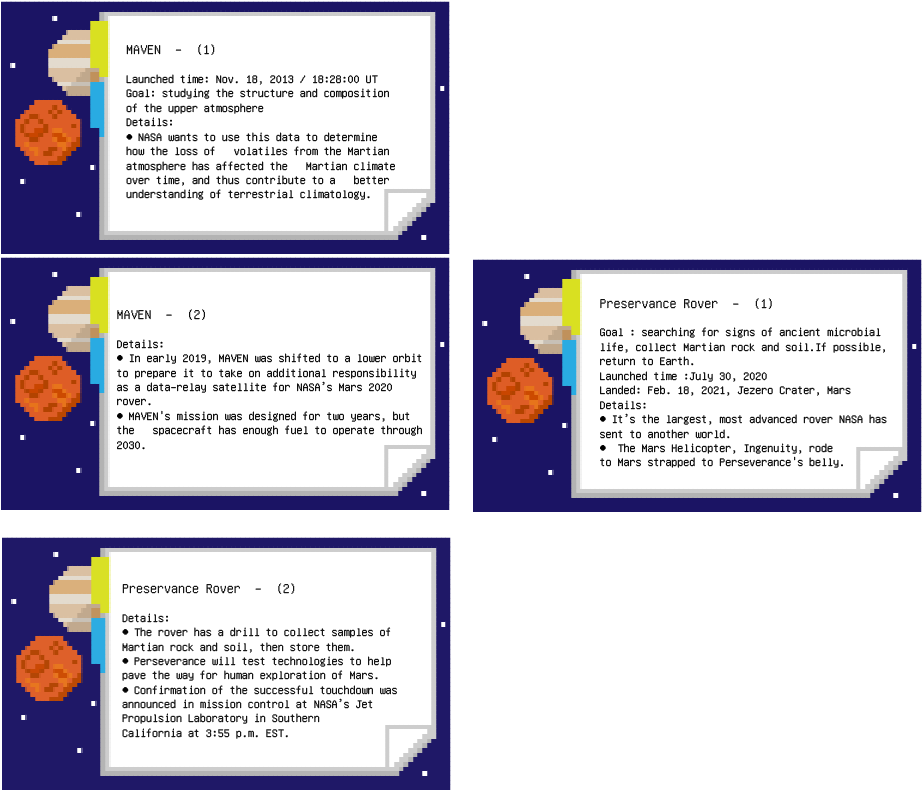 MAVEN - (1)
Launched time: Nov. 18, 2013 / 18:28:00 UT
Goal: studying the structure and composition
of the upper atmosphere
Details:
● NASA wants to use this data to determine
how the loss of volatiles from the Martian
atmosphere has affected the Martian climate
over time, and thus contribute to a better
understanding of terrestrial climatology.
MAVEN - (2)
Details:
● In early 2019, MAVEN was shifted to a lower orbit
to prepare it to take on additional responsibility
as a data-relay satellite for NASA's Mars 2020
rover.
● MAVEN's mission was designed for two years, but
the spacecraft has enough fuel to operate through
2030.
Preservance Rover - (1)
Goal : searching for signs of ancient microbial
life, collect Martian rock and soil.If possible,
return to Earth.
Launched time :July 30, 2020
Landed: Feb. 18, 2021, Jezero Crater, Mars
Details:
● It's the largest, most advanced rover NASA has
sent to another world.
● The Mars Helicopter, Ingenuity, rode
to Mars strapped to Perseverance's belly.
Preservance Rover - (2)
Details:
● The rover has a drill to collect samples of
Martian rock and soil, then store them.
● Perseverance will test technologies to help
pave the way for human exploration of Mars.
● Confirmation of the successful touchdown was
announced in mission control at NASA's Jet
Propulsion Laboratory in Southern
California at 3:55 p.m. EST.